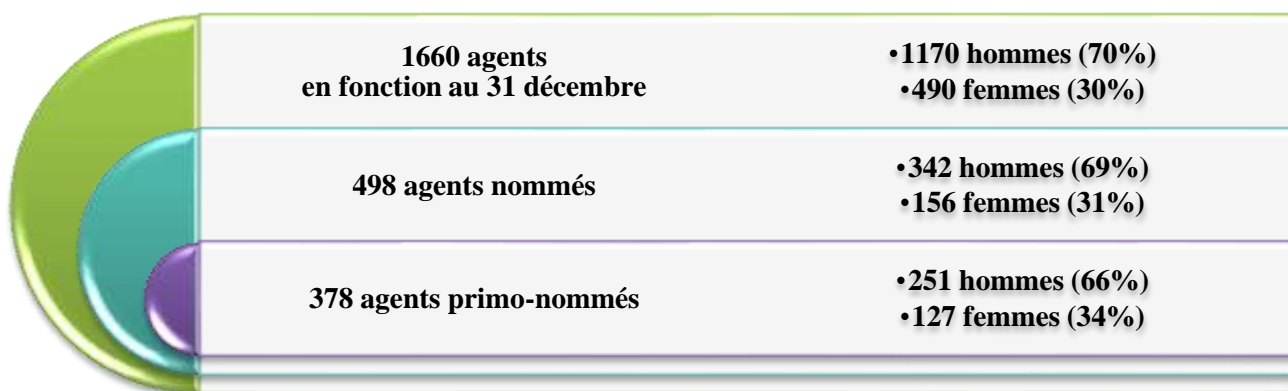 1660 agents
en fonction au 31 décembre
•1170 hommes (70%)
•490 femmes (30%)
498 agents nommés
•342 hommes (69%)
•156 femmes (31%)
378 agents primo-nommés
•251 hommes (66%)
•127 femmes (34%)